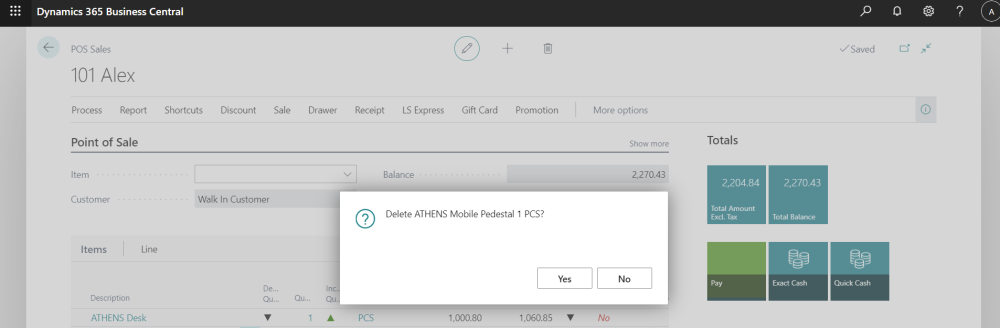 Dynamics 365 Business Central
A
POS Sales
Saved
101 Alex
Process Report Shortcuts Discount Sale Drawer Receipt LS Express Gift Card Promotion More options
Point of Sale
Show more
Totals
Item
Balance
2,270.43
Customer
Walk In Customer
2,204.84
Total Amount
Excl. Tax
2,270.43
Total Balance
Delete ATHENS Mobile Pedestal 1 PCS?
Yes
No
Items Line
Pay
Exact Cash
Quick Cash
De...
Inc...
Description Qu... Qu... Qu...
ATHENS Desk ▼ 1 ▲ PCS 1,000.80 1,060.85 ▼ No